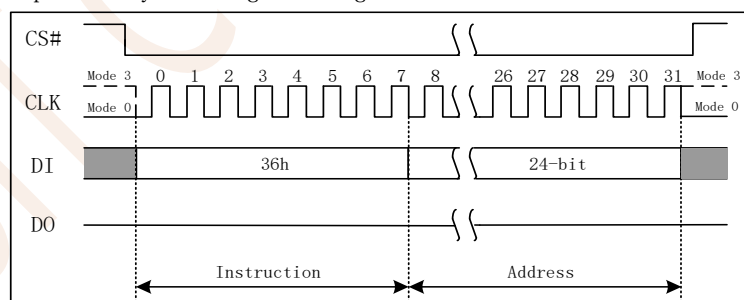 CS#
Mode 3 0 1 2 3 4 5 6 7 8 26 27 28 29 30 31 Mode 3
CLK
Mode 0 Mode 0
DI 36h 24-bit
DO
Instruction Address